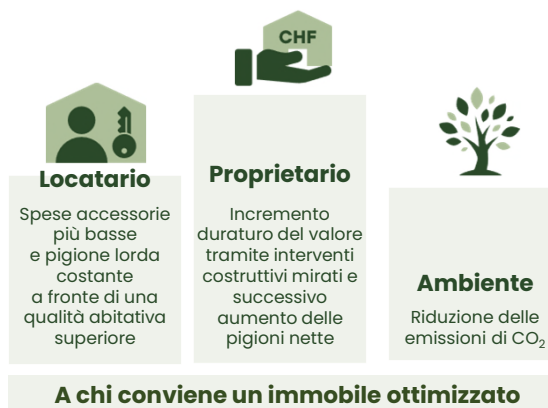 CHF
Locatario
Spese accessorie
più basse
e pigione lorda
costante
a fronte di una
qualità abitativa
superiore
Proprietario
Incremento
duraturo del valore
tramite interventi
costruttivi mirati e
successivo
aumento delle
pigioni nette
Ambiente
Riduzione delle
emissioni di CO₂
A chi conviene un immobile ottimizzato